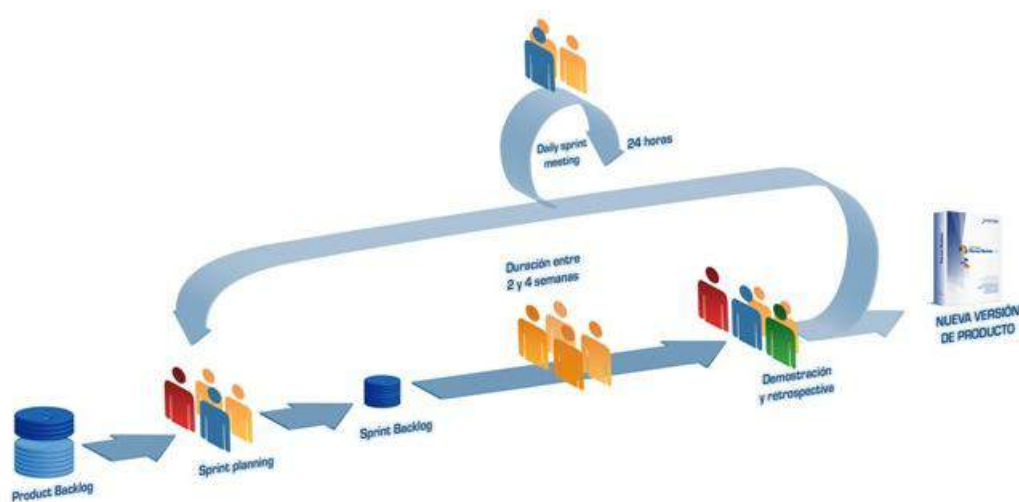 Daily sprint
meeting
24 horas
Duración entre
2 y 4 semanas
NUEVA VERSIÓN
DE PRODUCTO
Demostración
y retrospectiva
Sprint Backlog
Sprint planning
Product Backlog